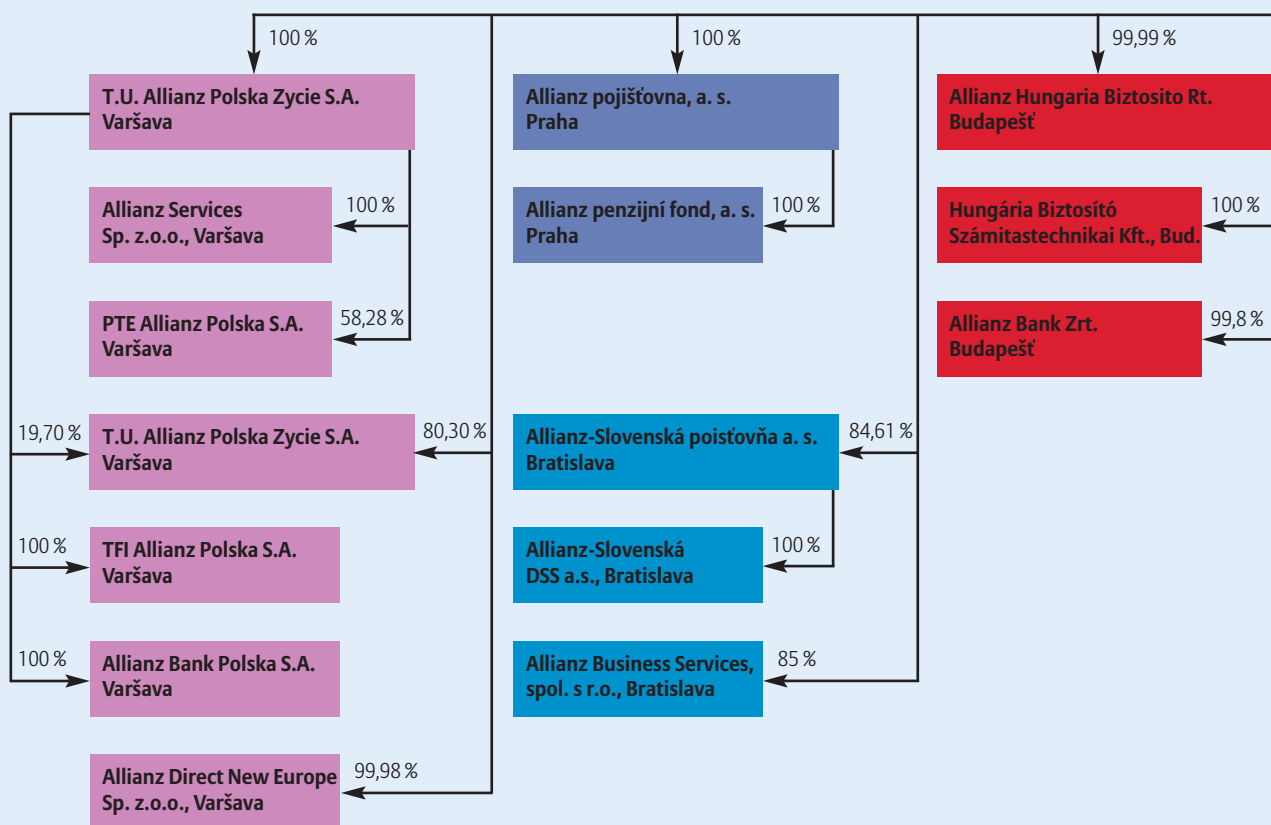 100 %
T.U. Allianz Polska Zycie S.A.
Varšava
Allianz Services
Sp. z.o.o., Varšava
100 %
PTE Allianz Polska S.A.
Varšava
58,28 %
19,70 %
T.U. Allianz Polska Zycie S.A.
Varšava
80,30 %
100 %
TFI Allianz Polska S.A.
Varšava
100 %
Allianz Bank Polska S.A.
Varšava
Allianz Direct New Europe
Sp. z.o.o., Varšava
99,98 %
100 %
Allianz pojišťovna, a. s.
Praha
Allianz penzijní fond, a. s.
Praha
100 %
Allianz-Slovenská poisťovňa a. s.
Bratislava
84,61 %
Allianz-Slovenská
DSS a.s., Bratislava
100 %
Allianz Business Services,
spol. s r.o., Bratislava
85 %
99,99 %
Allianz Hungaria Biztosito Rt.
Budapešť
Hungária Biztosító
Számitastechnikai Kft., Bud.
100 %
Allianz Bank Zrt.
Budapešť
99,8 %